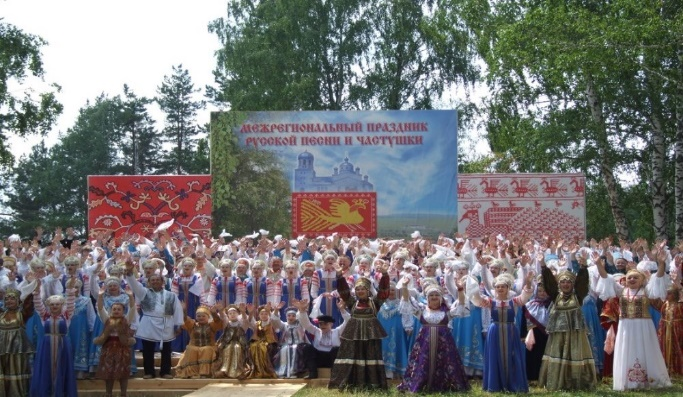 МЕЖРЕГИОНАЛЬНЫЙ ПРАЗДНИК
РУССКОЙ ПЕСНИ И ЧАСТУШКИ